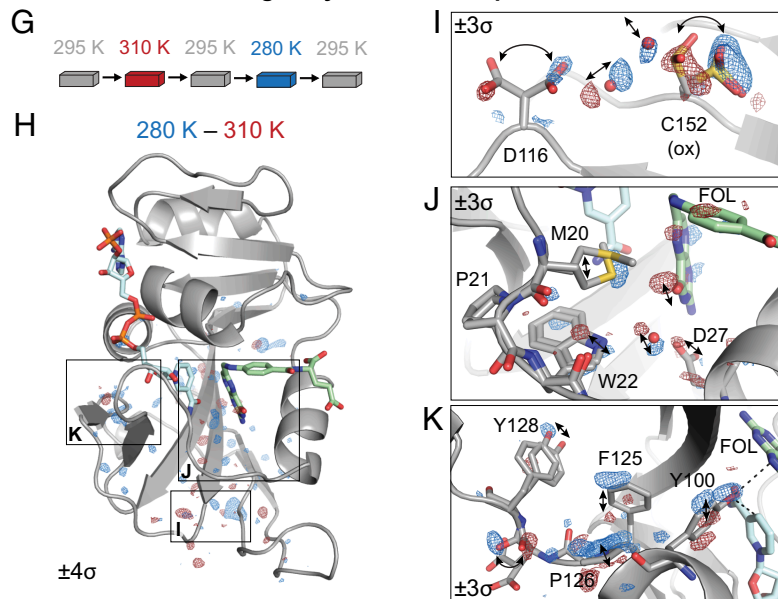 G
295 K 310 K 295 K 280 K 295 K
H
280 K – 310 K
K
J
I
±4σ
I
±3σ
D116
C152
(ox)
J
±3σ
FOL
M20
P21
D27
W22
K
Y128
F125
FOL
Y100
P126
±3σ